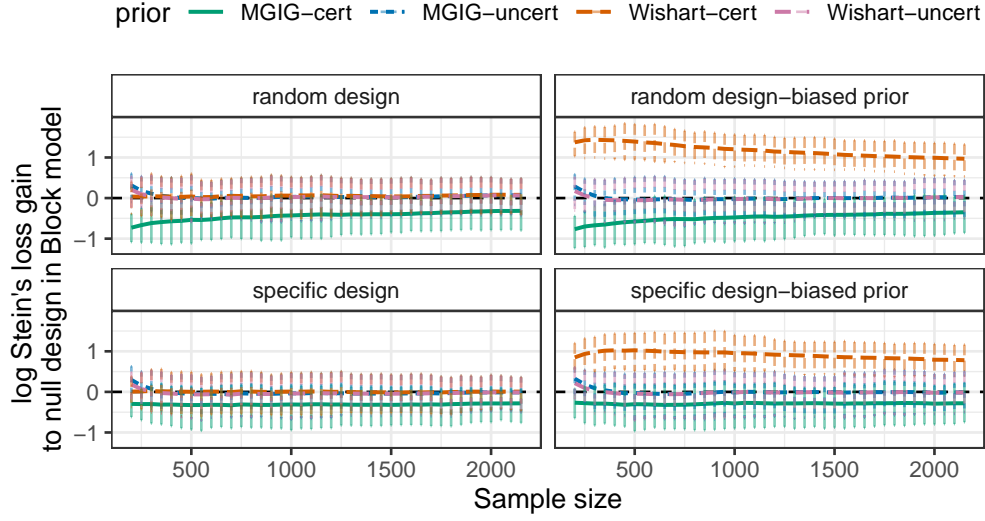 prior MGIG−cert MGIG−uncert Wishart−cert Wishart−uncert
log Stein's loss gain
to null design in Block model
random design
random design−biased prior
1
0
−1
specific design
specific design−biased prior
1
0
−1
500 1000 1500 2000
500 1000 1500 2000
Sample size